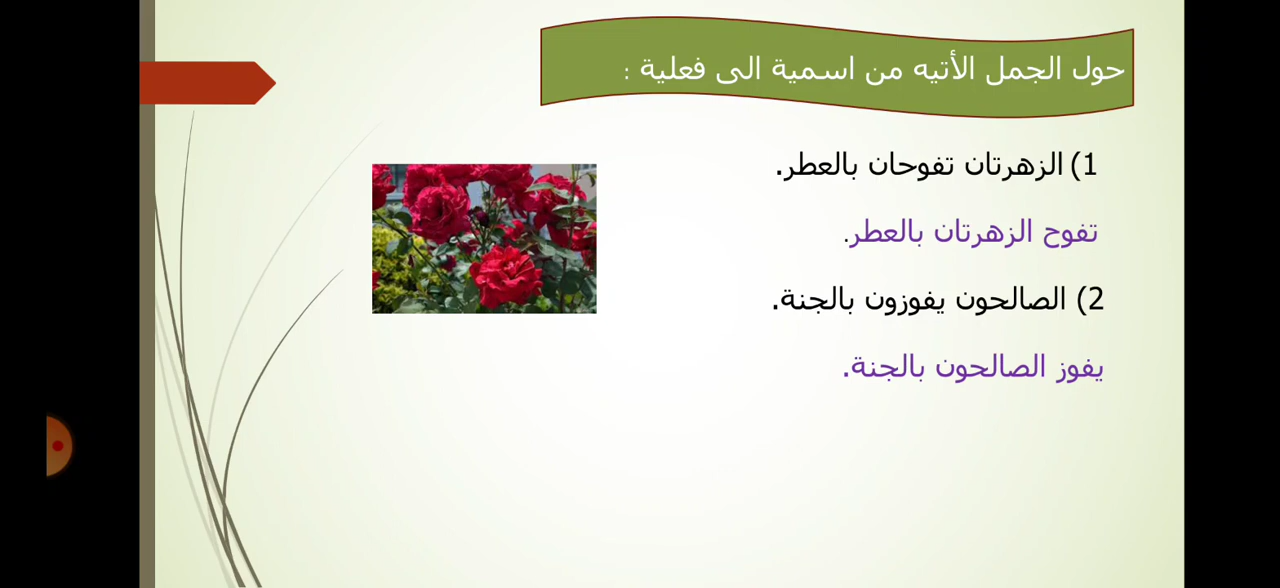 حول الجمل الأتيه من اسمية الى فعلية :
1) الزهرتان تفوحان بالعطر.
تفوح الزهرتان بالعطر.
2) الصالحون يفوزون بالجنة.
يفوز الصالحون بالجنة.